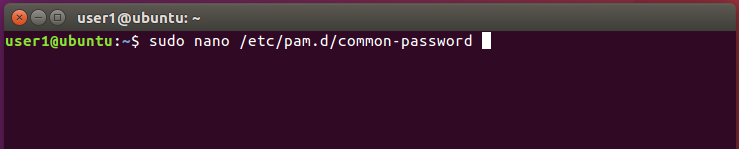 user1@ubuntu: ~
user1@ubuntu:~$ sudo nano /etc/pam.d/common-password